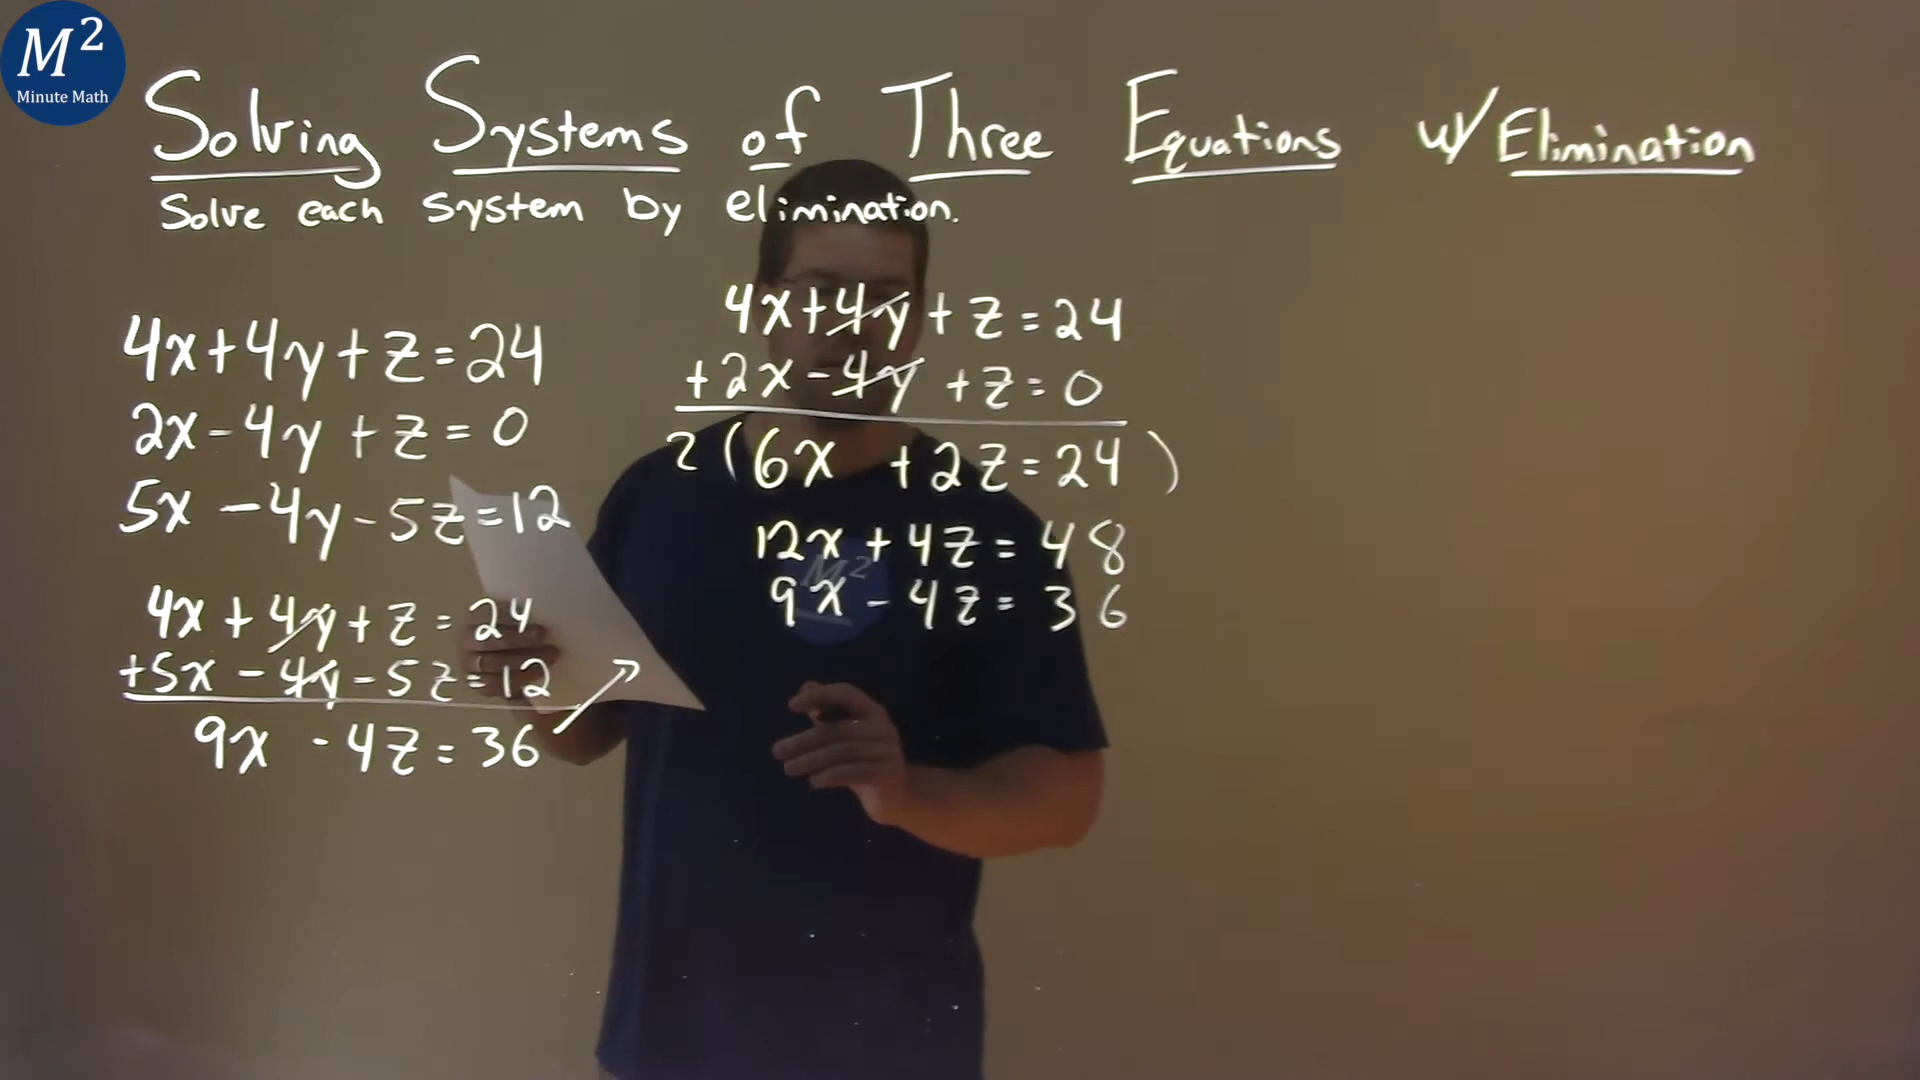 M²
Minute Math
Solving Systems of Three Equations w/ Elimination
Solve each system by elimination.
4x+4y+z=24
2x-4y+z=0
5x-4y-5z=12
4x+4y+z=24
+5x-4y-5z=12
9x-4z=36
4x+4y+z=24
+2x-4y+z=0
2(6x+2z=24)
12x+4z=48
9x-4z=36
M²